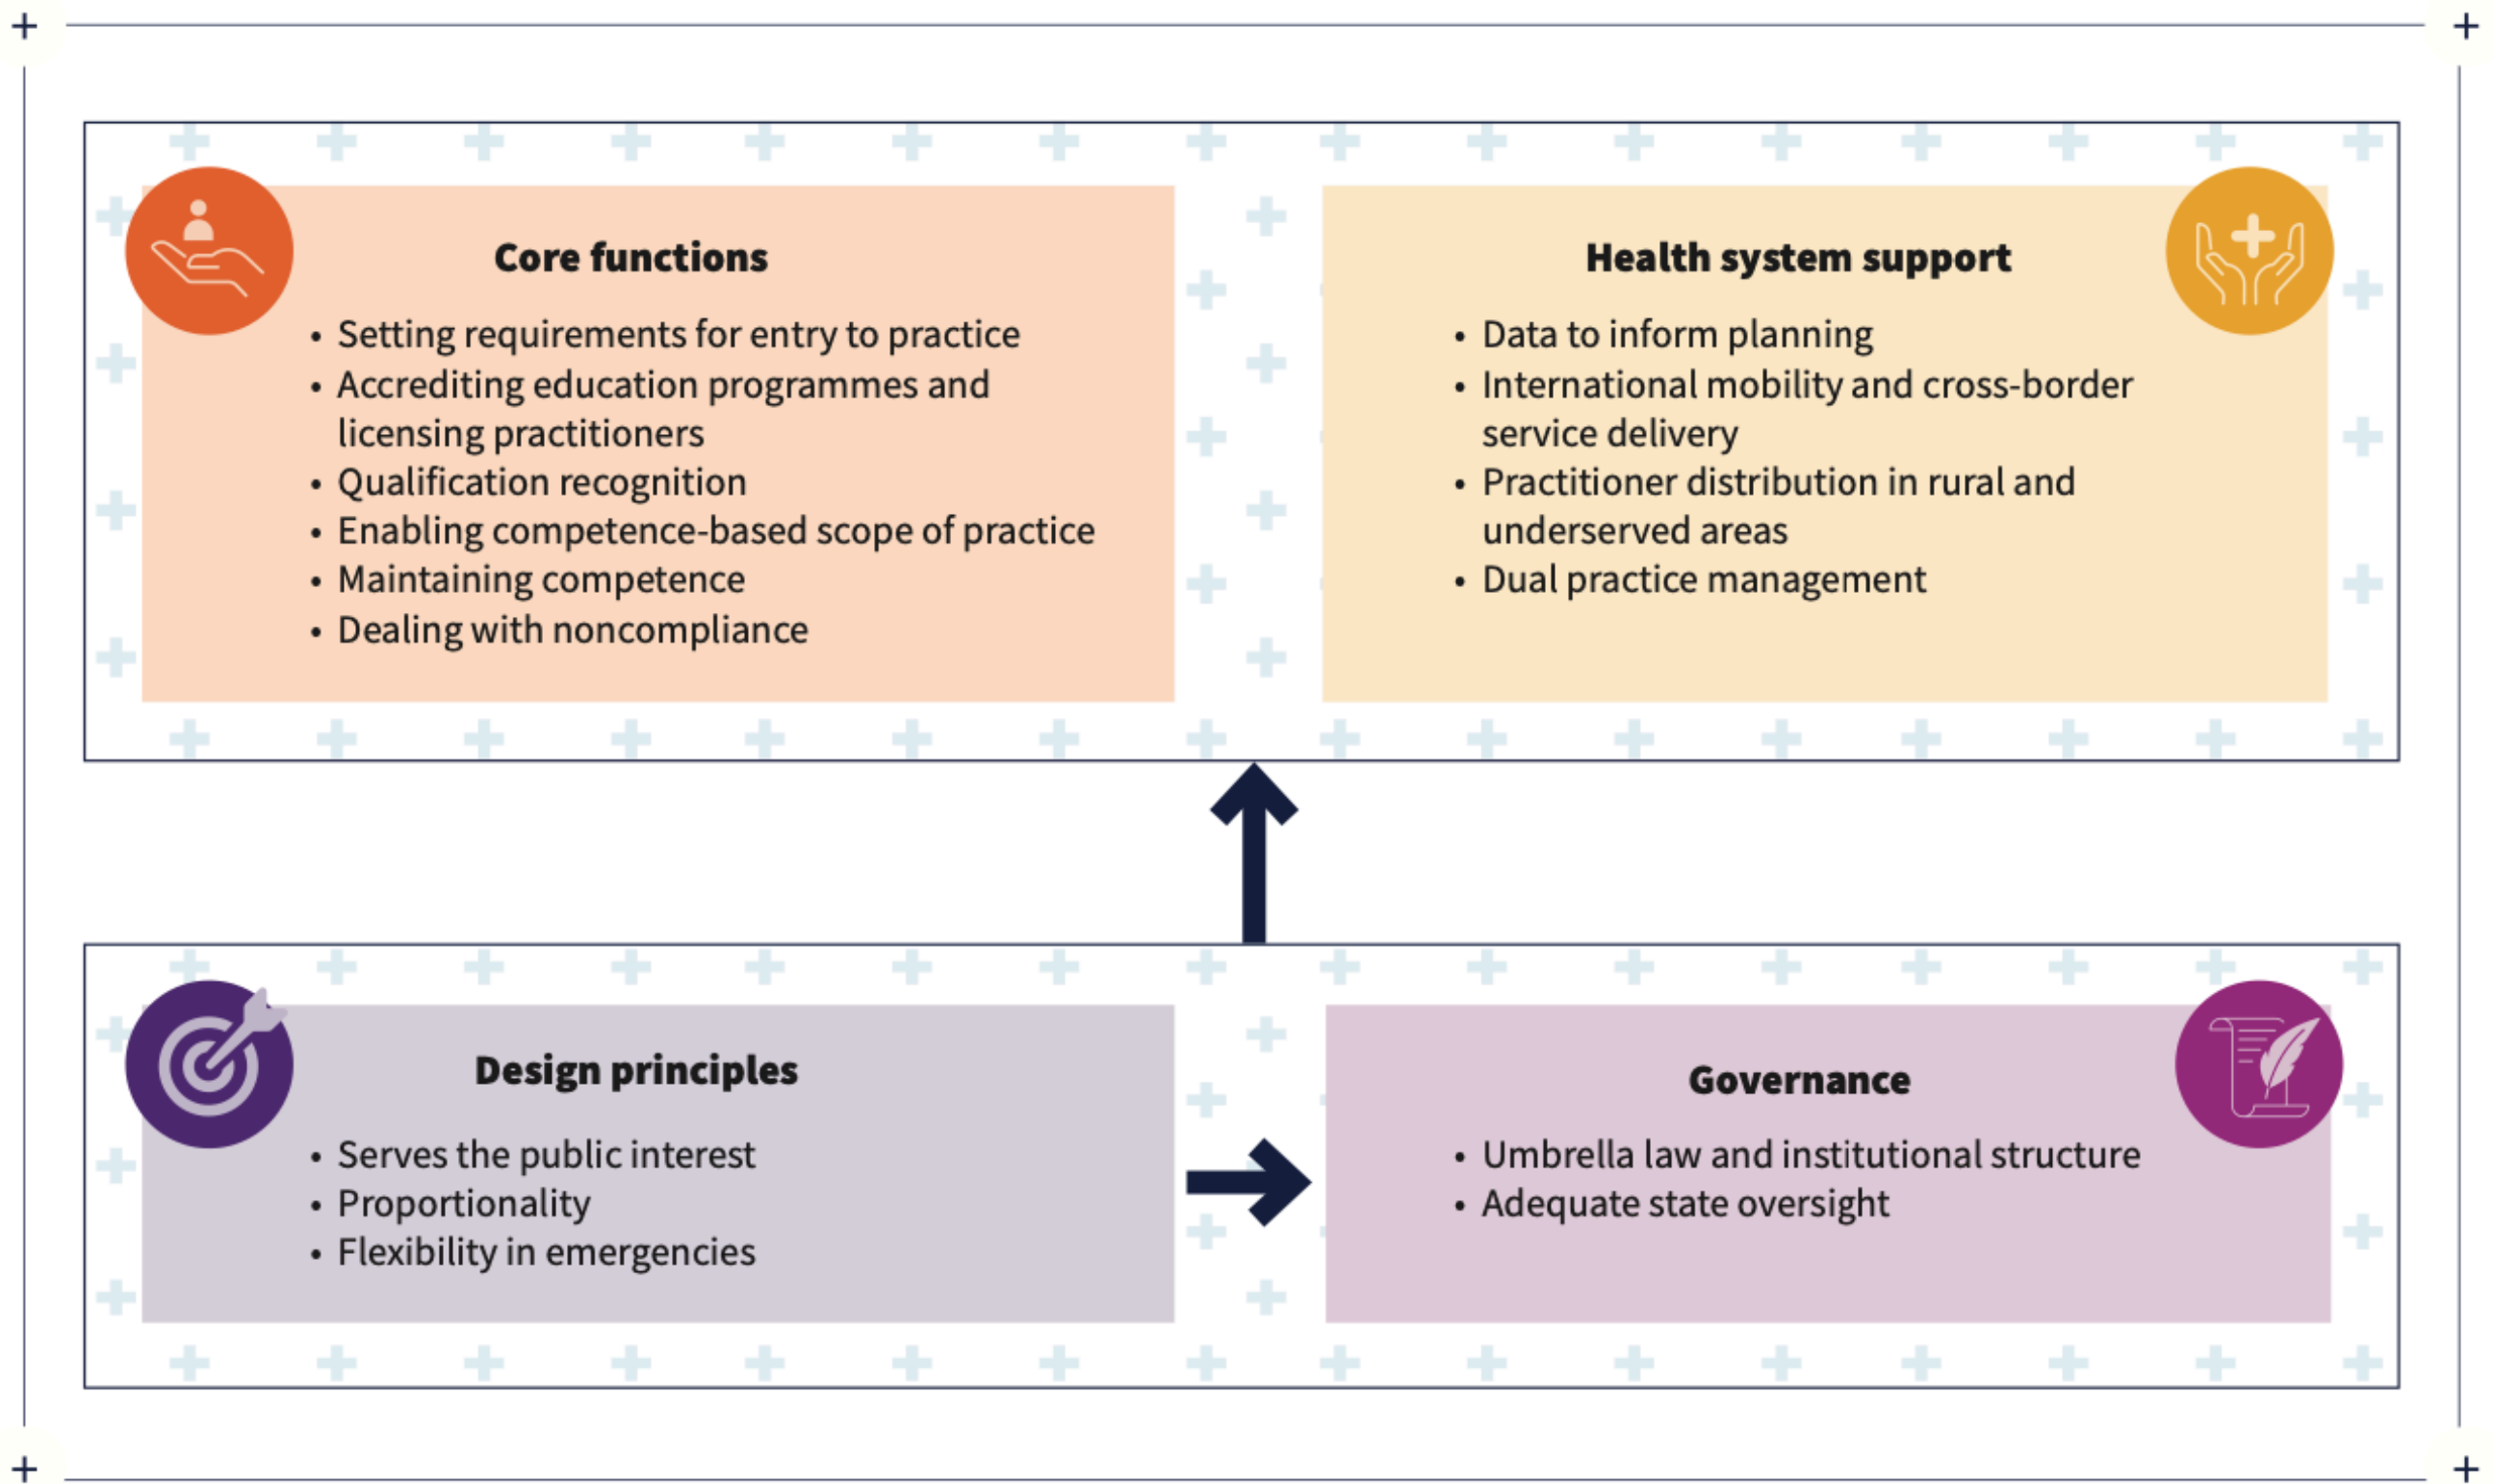 Core functions
• Setting requirements for entry to practice
• Accrediting education programmes and
licensing practitioners
• Qualification recognition
• Enabling competence-based scope of practice
• Maintaining competence
• Dealing with noncompliance
Health system support
• Data to inform planning
• International mobility and cross-border
service delivery
• Practitioner distribution in rural and
underserved areas
• Dual practice management
Design principles
• Serves the public interest
• Proportionality
• Flexibility in emergencies
Governance
• Umbrella law and institutional structure
• Adequate state oversight